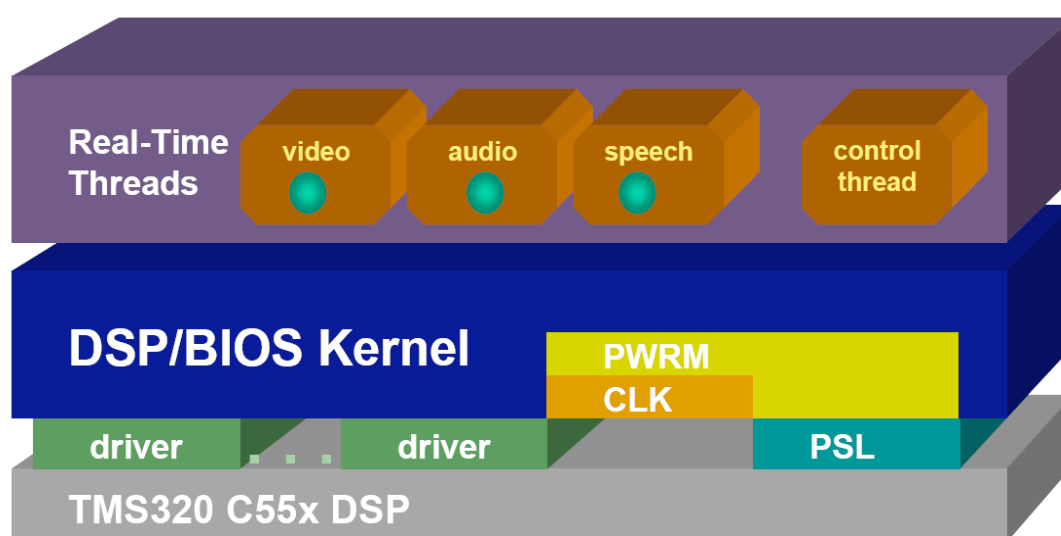 Real-Time
Threads
video
audio
speech
control
thread
DSP/BIOS Kernel
PWRM
CLK
driver
. . .
driver
PSL
TMS320 C55x DSP